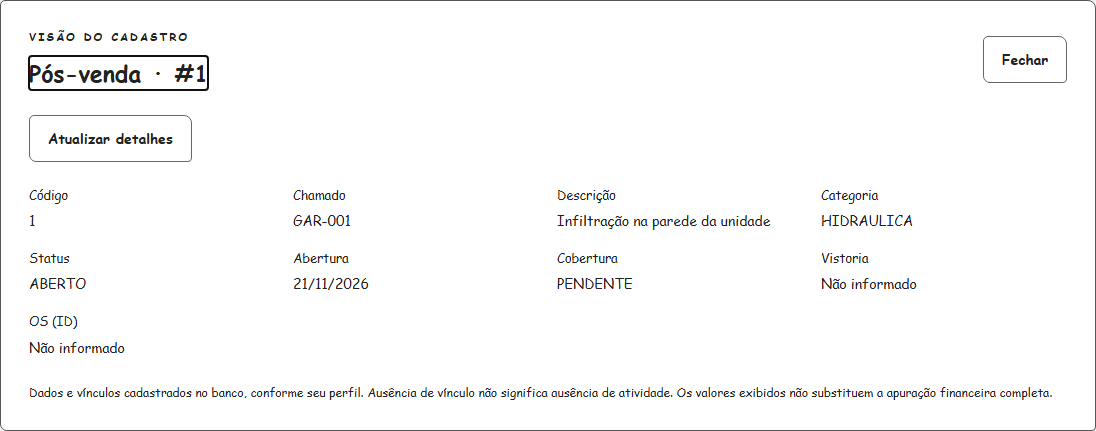 VISÃO DO CADASTRO
Pós-venda · #1
Fechar
Atualizar detalhes
Código
1
Chamado
GAR-001
Descrição
Infiltração na parede da unidade
Categoria
HIDRAULICA
Status
ABERTO
Abertura
21/11/2026
Cobertura
PENDENTE
Vistoria
Não informado
OS (ID)
Não informado
Dados e vínculos cadastrados no banco, conforme seu perfil. Ausência de vínculo não significa ausência de atividade. Os valores exibidos não substituem a apuração financeira completa.